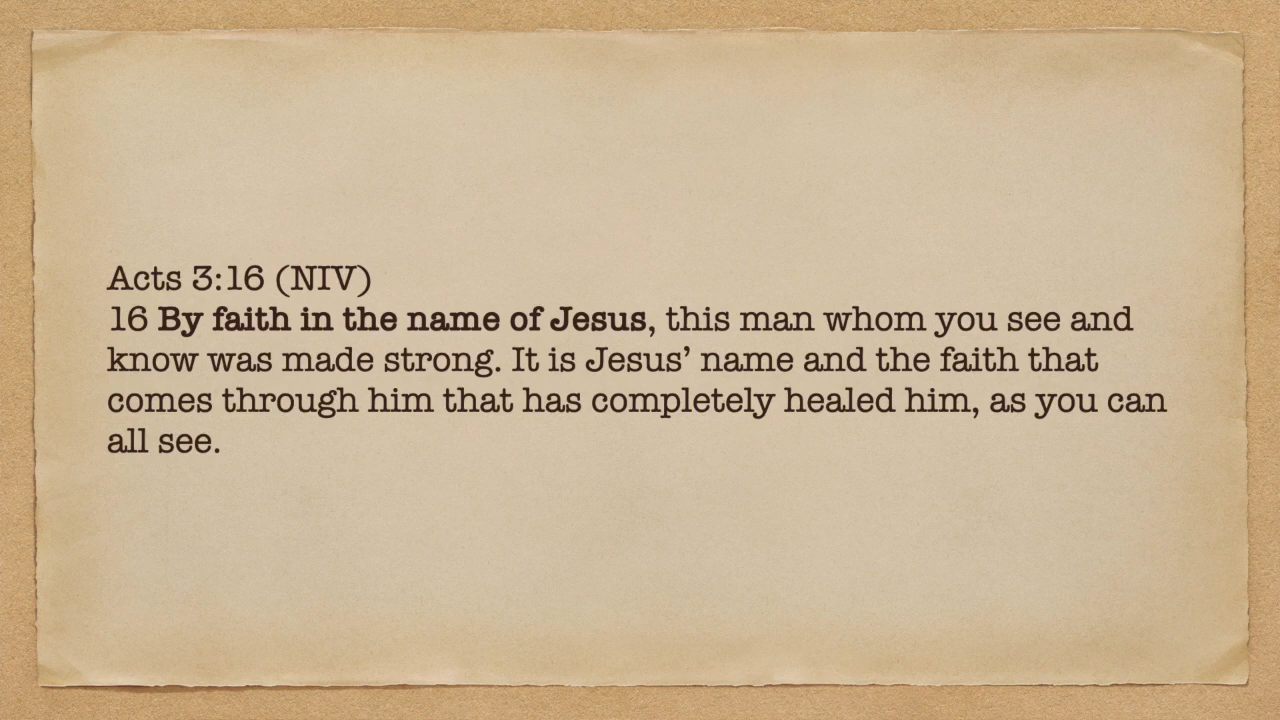 Acts 3:16 (NIV)
16 By faith in the name of Jesus, this man whom you see and
know was made strong. It is Jesus’ name and the faith that
comes through him that has completely healed him, as you can
all see.